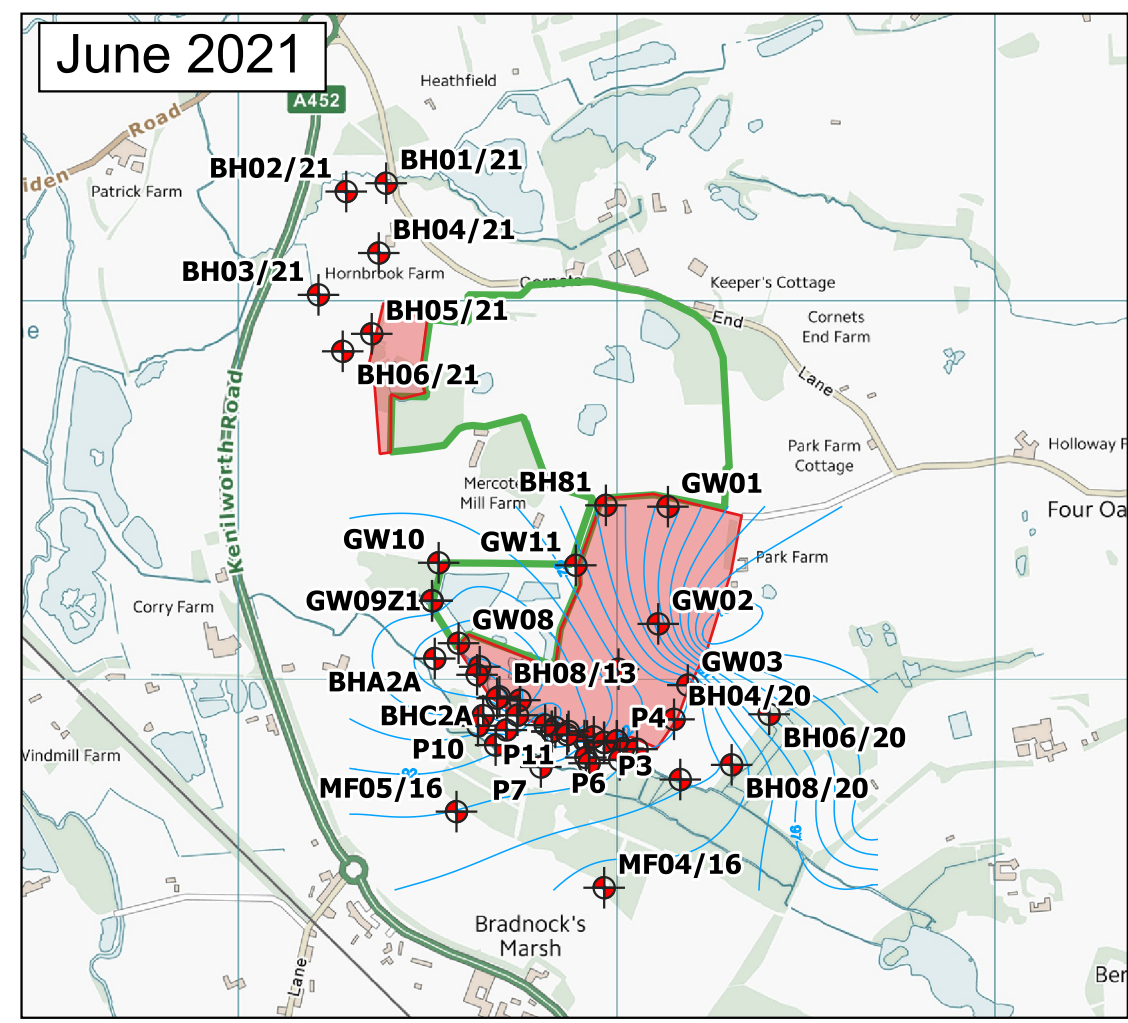 June 2021
Heathfield
A452
Road
iden
Patrick Farm
BH02/21
BH01/21
BH04/21
BH03/21
Hornbrook Farm
Cornets
Keeper's Cottage
BH05/21
End
Cornets
End Farm
BH06/21
Lane
Kenilworth Road
Park Farm
Cottage
Holloway F
BH81
GW01
Mercote
Mill Farm
Four Oa
GW10
GW11
Park Farm
GW09Z1
GW02
Corry Farm
GW08
GW03
BHA2A
BH08/13
BH04/20
BHC2A
P4
P10
P11
BH06/20
Windmill Farm
P3
P7
P6
MF05/16
BH08/20
MF04/16
Bradnock's
Marsh
Lane
Ber